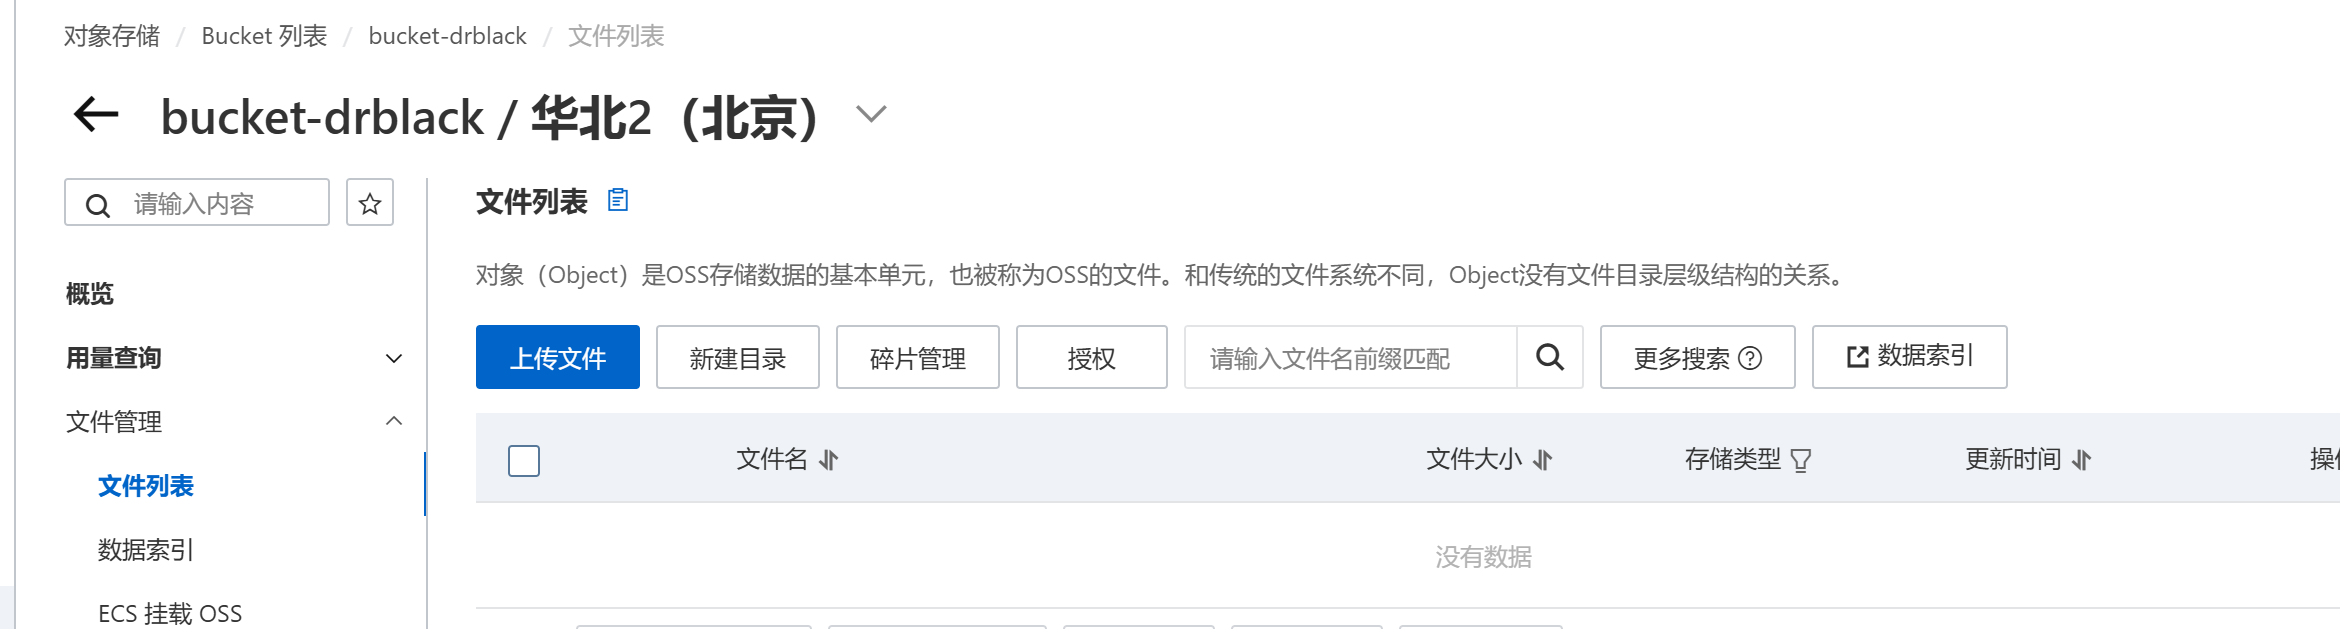 对象存储 / Bucket 列表 / bucket-drblack / 文件列表
bucket-drblack / 华北2（北京）
请输入内容
概览
用量查询
文件管理
文件列表
数据索引
ECS 挂载 OSS
文件列表
对象（Object）是OSS存储数据的基本单元，也被称为OSS的文件。和传统的文件系统不同，Object没有文件目录层级结构的关系。
上传文件 新建目录 碎片管理 授权 请输入文件名前缀匹配 更多搜索 数据索引
文件名 文件大小 存储类型 更新时间 操
没有数据